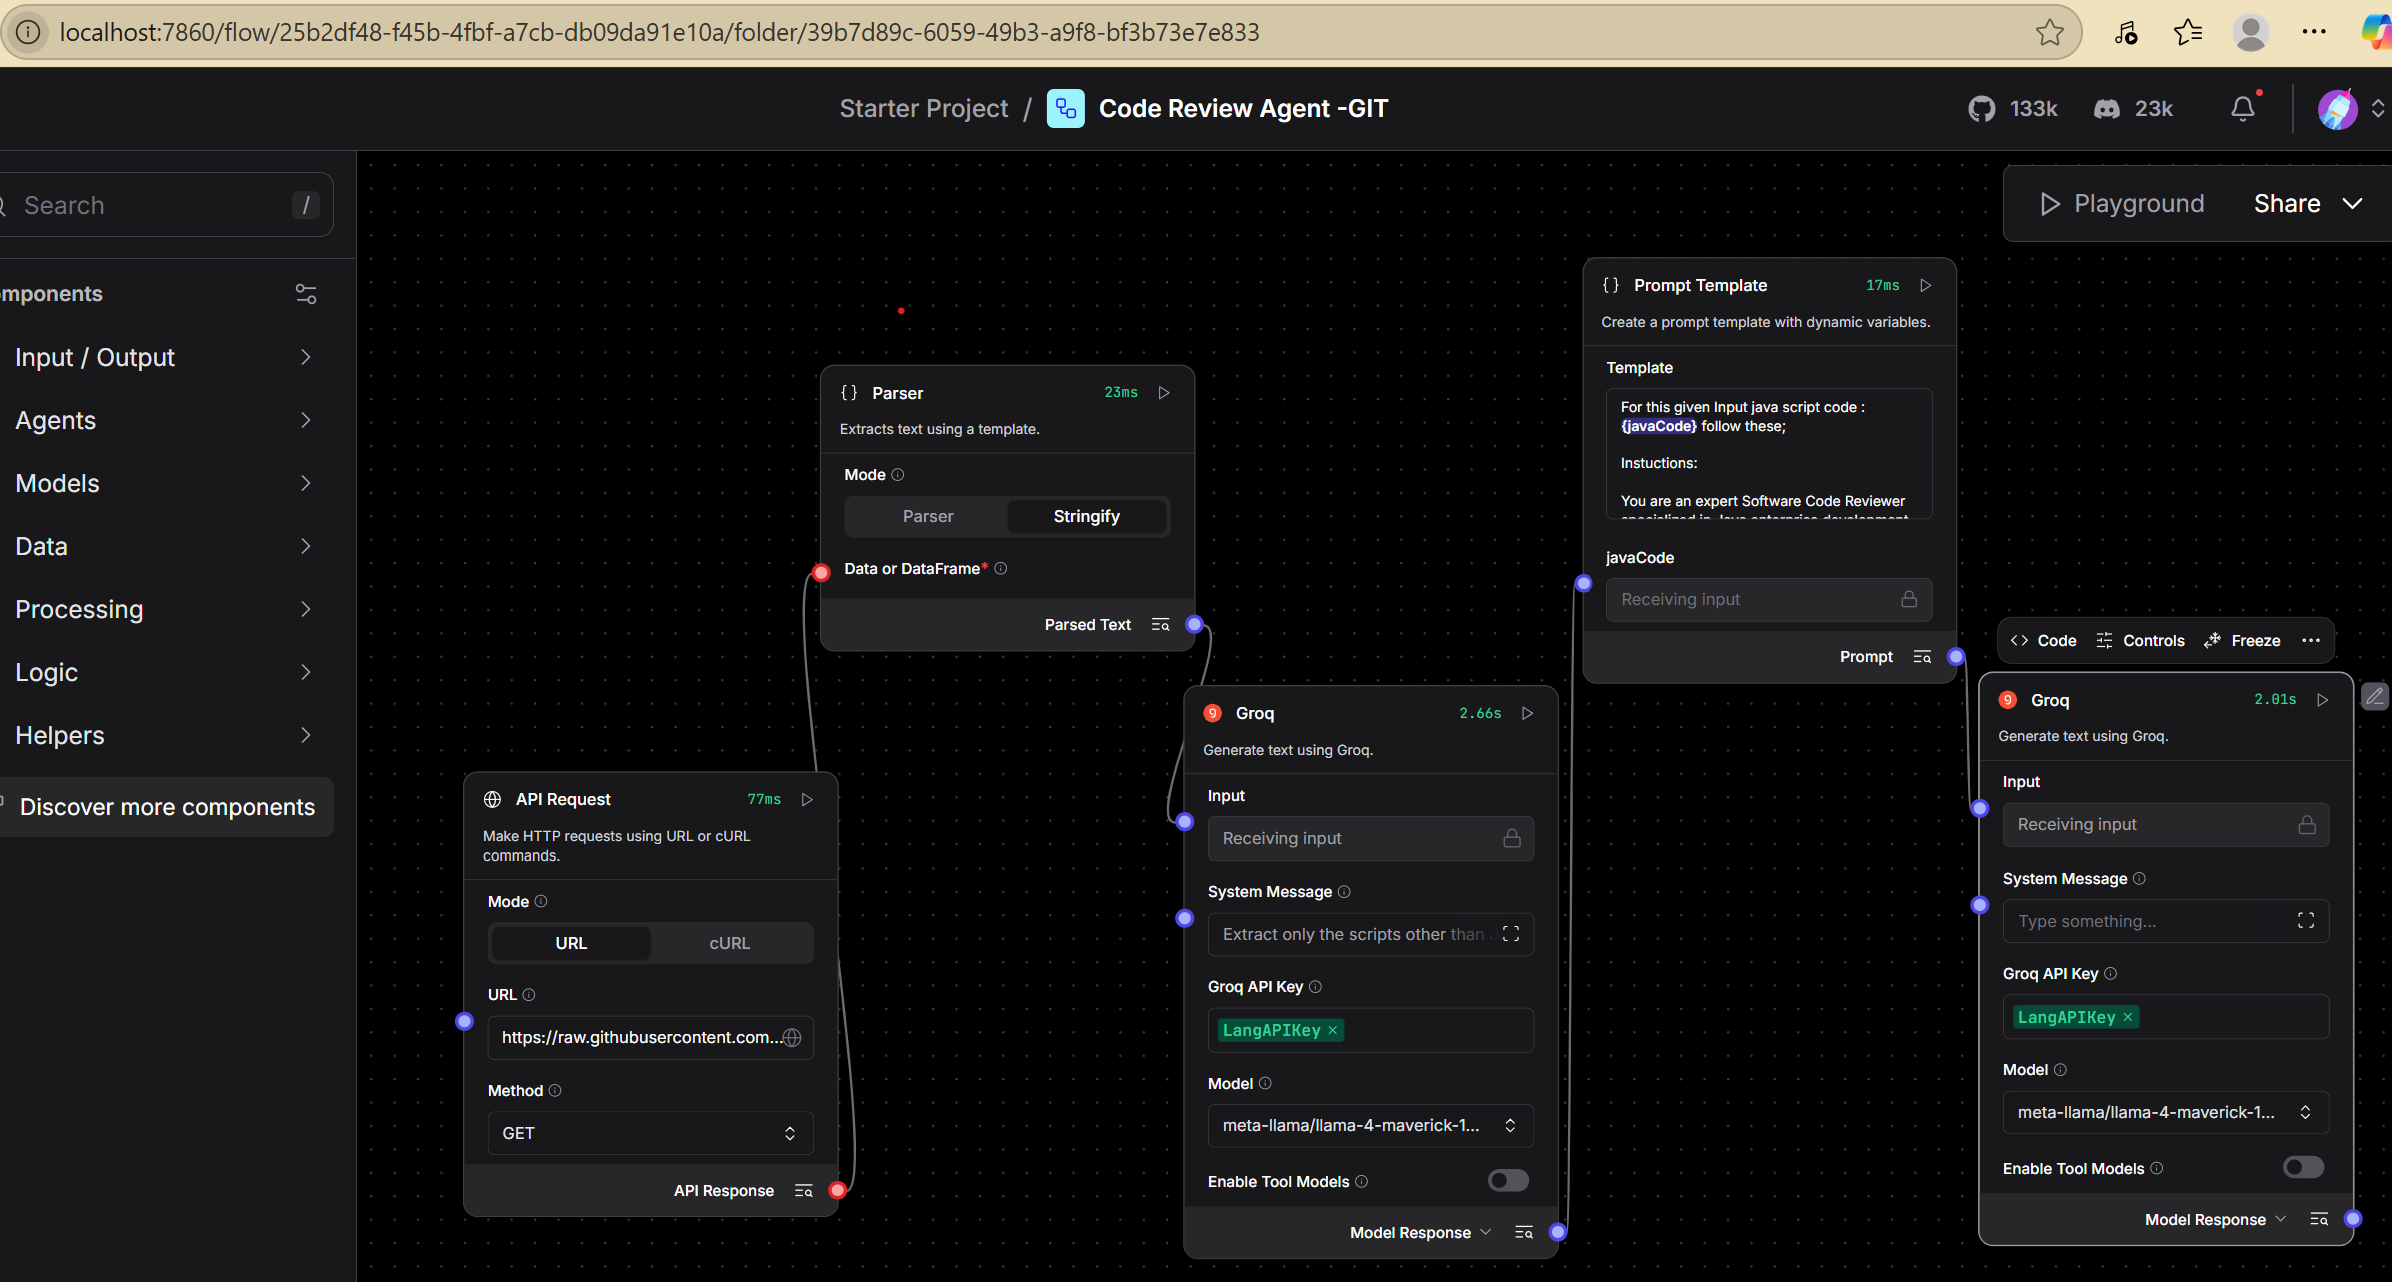 localhost:7860/flow/25b2df48-f45b-4fbf-a7cb-db09da91e10a/folder/39b7d89c-6059-49b3-a9f8-bf3b73e7e833
Starter Project / Code Review Agent -GIT
133k
23k
Search /
mponents
Input / Output
Agents
Models
Data
Processing
Logic
Helpers
Discover more components
Playground
Share
API Request 77ms
Make HTTP requests using URL or cURL
commands.
Mode
URL cURL
URL
https://raw.githubusercontent.com...
Method
GET
API Response
Parser 23ms
Extracts text using a template.
Mode
Parser Stringify
Data or DataFrame*
Parsed Text
Groq 2.66s
Generate text using Groq.
Input
Receiving input
System Message
Extract only the scripts other than J
Groq API Key
LangAPIKey ×
Model
meta-llama/llama-4-maverick-1...
Enable Tool Models
Model Response
{} Prompt Template 17ms
Create a prompt template with dynamic variables.
Template
For this given Input java script code :
{javaCode} follow these;
Instuctions:
You are an expert Software Code Reviewer
specialized in Java enterprise development
javaCode
Receiving input
Prompt
Code Controls Freeze ...
Groq 2.01s
Generate text using Groq.
Input
Receiving input
System Message
Type something...
Groq API Key
LangAPIKey ×
Model
meta-llama/llama-4-maverick-1...
Enable Tool Models
Model Response